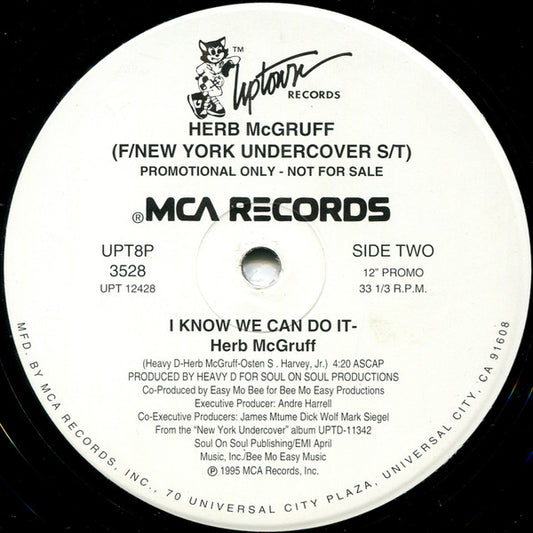 Uptown TM
RECORDS
HERB McGRUFF
(F/NEW YORK UNDERCOVER S/T)
PROMOTIONAL ONLY - NOT FOR SALE
®MCA RECORDS
UPT8P
3528
UPT 12428
SIDE TWO
12" PROMO
33 1/3 R.P.M.
I KNOW WE CAN DO IT-
Herb McGruff
(Heavy D-Herb McGruff-Osten S . Harvey, Jr.) 4:20 ASCAP
PRODUCED BY HEAVY D FOR SOUL ON SOUL PRODUCTIONS
Co-Produced by Easy Mo Bee for Bee Mo Easy Productions
Executive Producer: Andre Harrell
Co-Executive Producers: James Mtume Dick Wolf Mark Siegel
From the "New York Undercover" album UPTD-11342
Soul On Soul Publishing/EMI April
Music, Inc./Bee Mo Easy Music
℗ 1995 MCA Records, Inc.
MFD. BY MCA RECORDS, INC., 70 UNIVERSAL CITY PLAZA, UNIVERSAL CITY, CA 91608